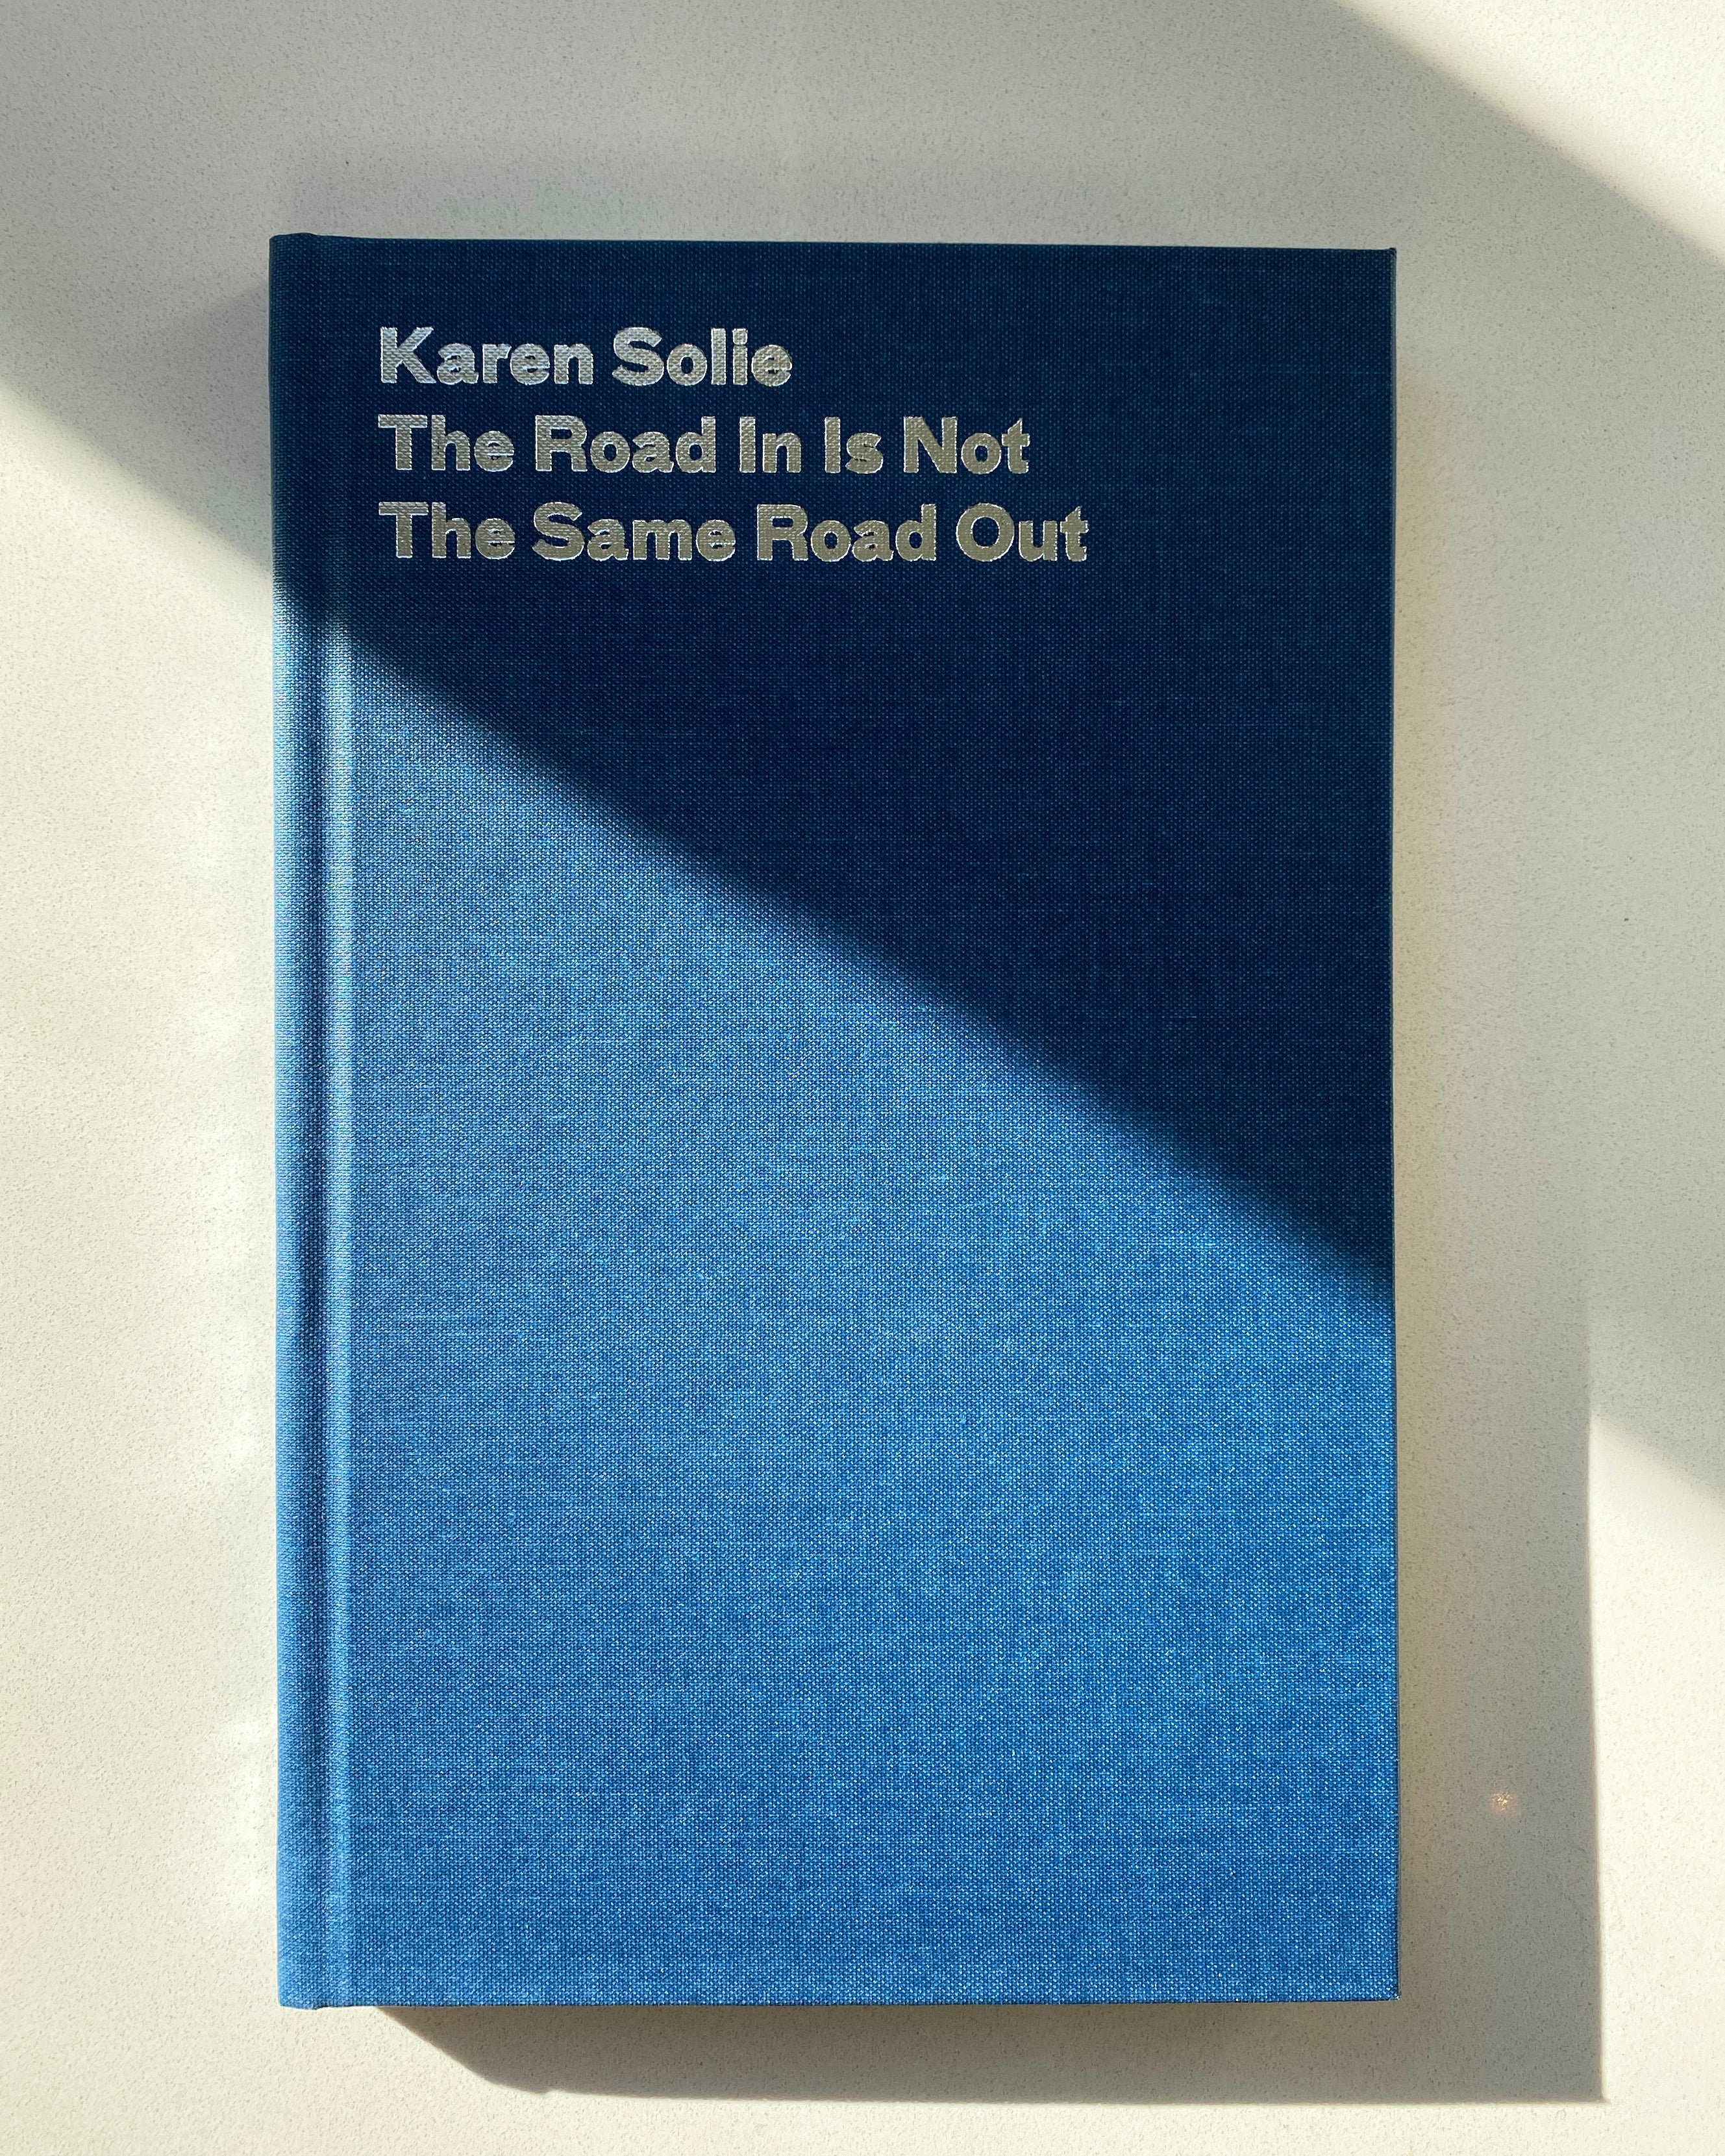 Karen Solie
The Road In Is Not
The Same Road Out